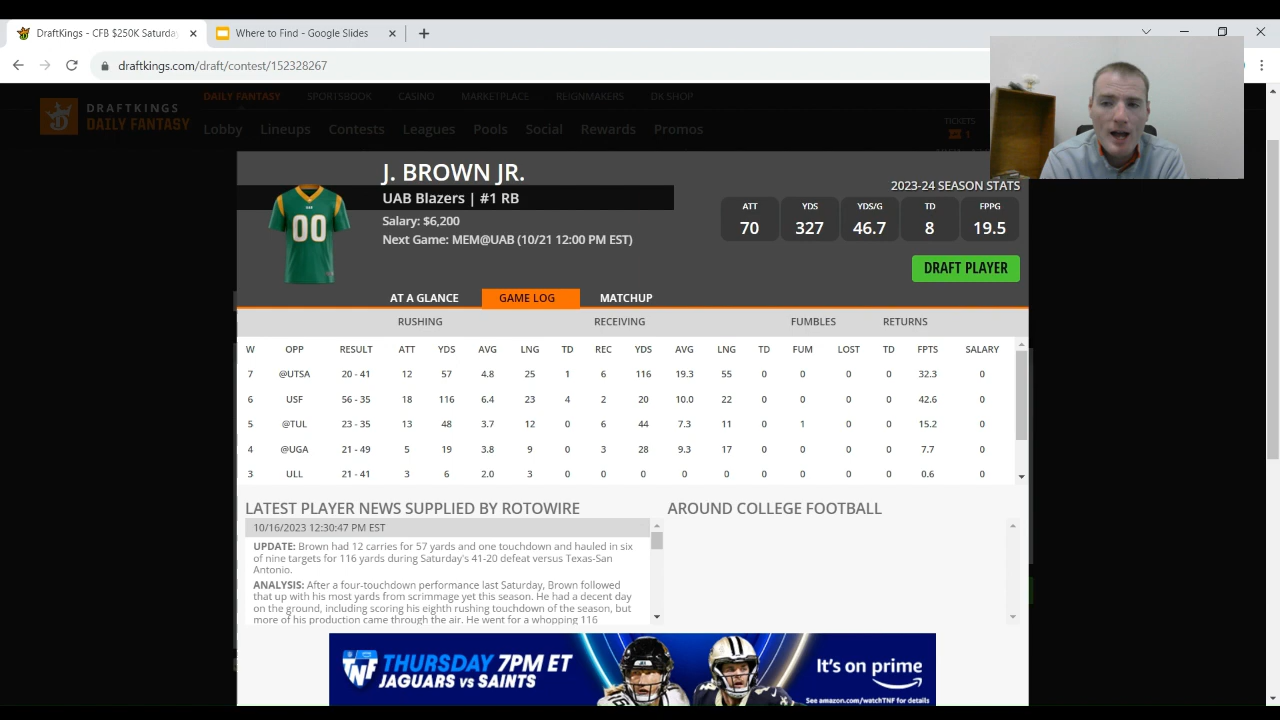 DraftKings - CFB $250K Saturda
Where to Find - Google Slides
draftkings.com/draft/contest/152328267
DRAFTKINGS
DAILY FANTASY
DAILY FANTASY SPORTSBOOK CASINO MARKETPLACE REIGNMAKERS DK SHOP
Lobby Lineups Contests Leagues Pools Social Rewards Promos
TICKETS
1
J. BROWN JR.
UAB Blazers | #1 RB
Salary: $6,200
Next Game: MEM@UAB (10/21 12:00 PM EST)
00
2023-24 SEASON STATS
ATT YDS YDS/G TD FPPG
70 327 46.7 8 19.5
DRAFT PLAYER
AT A GLANCE GAME LOG MATCHUP
RUSHING RECEIVING FUMBLES RETURNS
W OPP RESULT ATT YDS AVG LNG TD REC YDS AVG LNG TD FUM LOST TD FPTS SALARY
7 @UTSA 20 - 41 12 57 4.8 25 1 6 116 19.3 55 0 0 0 0 32.3 0
6 USF 56 - 35 18 116 6.4 23 4 2 20 10.0 22 0 0 0 0 42.6 0
5 @TUL 23 - 35 13 48 3.7 12 0 6 44 7.3 11 0 1 0 0 15.2 0
4 @UGA 21 - 49 5 19 3.8 9 0 3 28 9.3 17 0 0 0 0 7.7 0
3 ULL 21 - 41 3 6 2.0 3 0 0 0 0 0 0 0 0 0 0.6 0
LATEST PLAYER NEWS SUPPLIED BY ROTOWIRE
10/16/2023 12:30:47 PM EST
UPDATE: Brown had 12 carries for 57 yards and one touchdown and hauled in six
of nine targets for 116 yards during Saturday's 41-20 defeat versus Texas-San
Antonio.
ANALYSIS: After a four-touchdown performance last Saturday, Brown followed
that up with his most yards from scrimmage yet this season. He had a decent day
on the ground, including scoring his eighth rushing touchdown of the season, but
more of his production came through the air. He went for a whopping 116
AROUND COLLEGE FOOTBALL
TNF
THURSDAY 7PM ET
JAGUARS vs SAINTS
It's on prime
See amazon.com/watchTNF for details